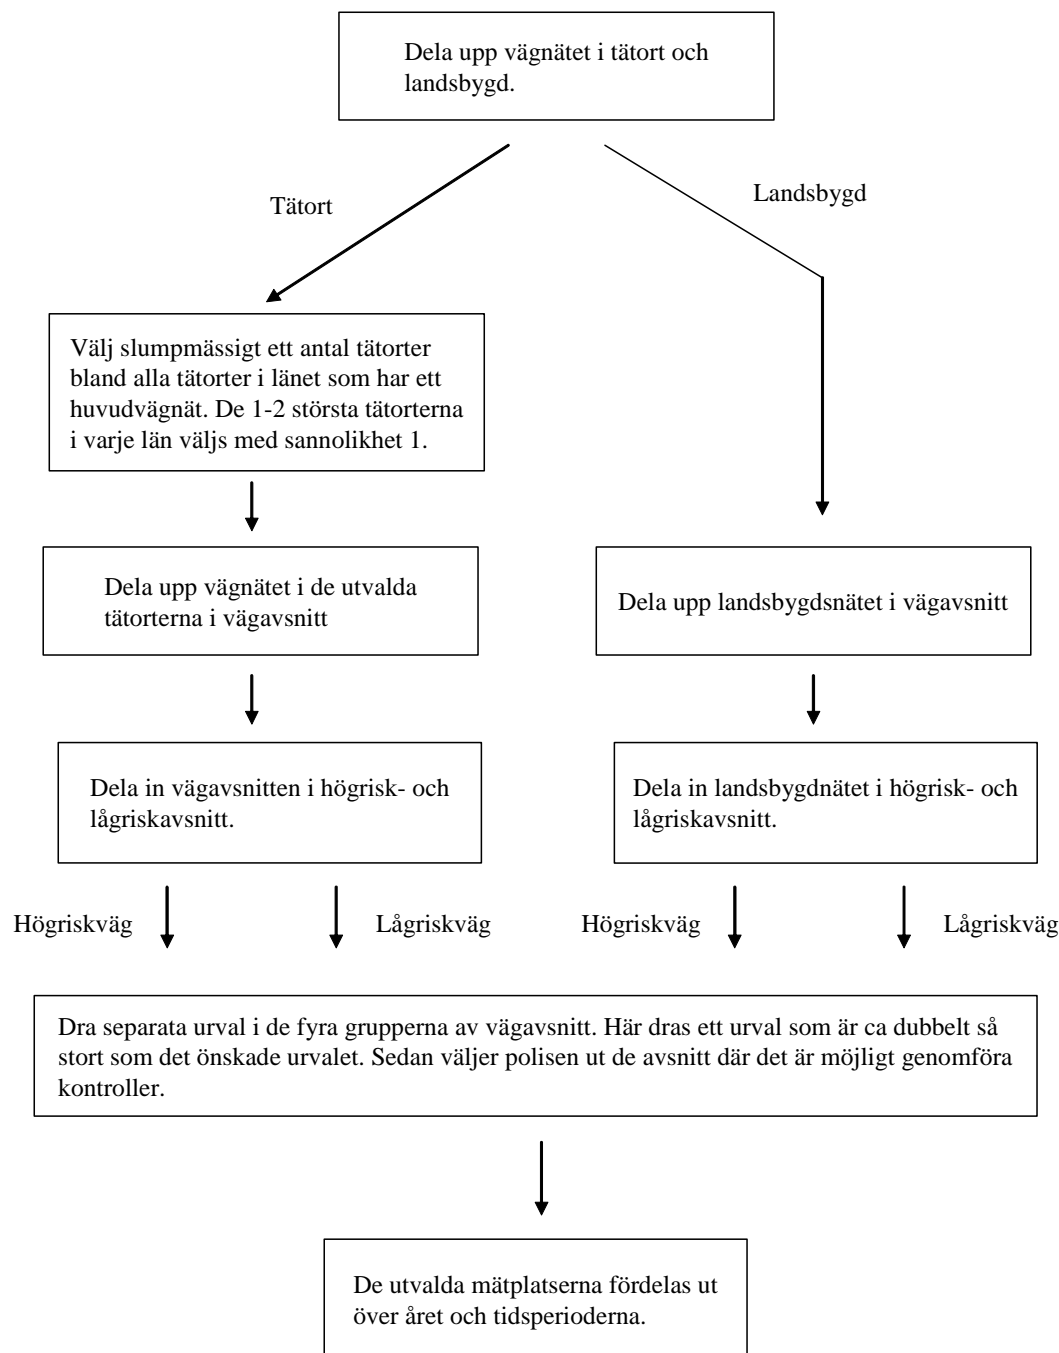 Dela upp vägnätet i tätort och
landsbygd.
Tätort
Landsbygd
Välj slumpmässigt ett antal tätorter
bland alla tätorter i länet som har ett
huvudvägnät. De 1-2 största tätorterna
i varje län väljs med sannolikhet 1.
Dela upp vägnätet i de utvalda
tätorterna i vägavsnitt
Dela upp landsbygdsnätet i vägavsnitt
Dela in vägavsnitten i högrisk- och
lågriskavsnitt.
Dela in landsbygdnätet i högrisk- och
lågriskavsnitt.
Högriskväg
Lågriskväg
Högriskväg
Lågriskväg
Dra separata urval i de fyra grupperna av vägavsnitt. Här dras ett urval som är ca dubbelt så
stort som det önskade urvalet. Sedan väljer polisen ut de avsnitt där det är möjligt genomföra
kontroller.
De utvalda mätplatserna fördelas ut
över året och tidsperioderna.